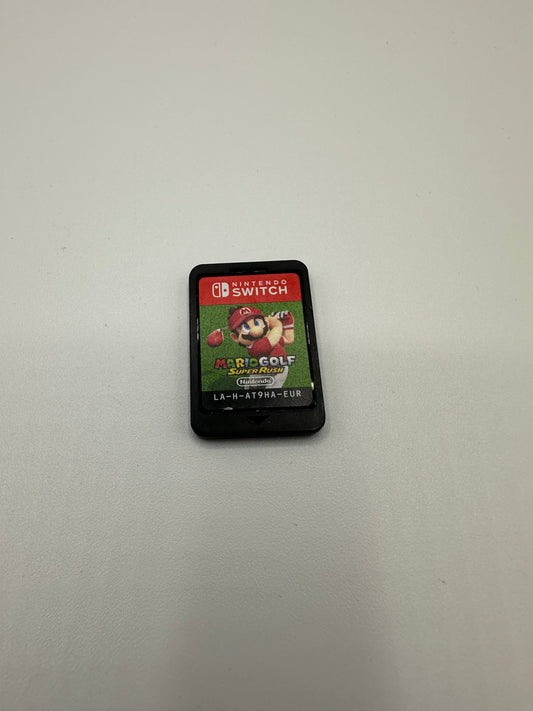 NINTENDO
SWITCH
MARIO GOLF
SUPER RUSH
Nintendo
LA-H-AT9HA-EUR